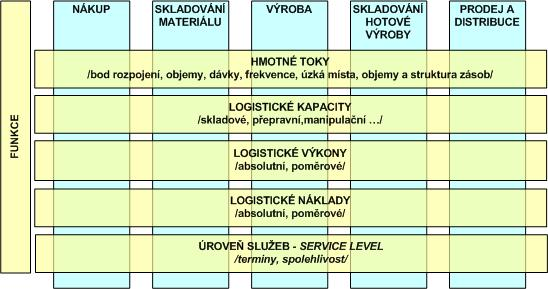 NÁKUP
SKLADOVÁNÍ
MATERIÁLU
VÝROBA
SKLADOVÁNÍ
HOTOVÉ
VÝROBY
PRODEJ A
DISTRIBUCE
FUNKCE
HMOTNÉ TOKY
/bod rozpojení, objemy, dávky, frekvence, úzká místa, objemy a struktura zásob/
LOGISTICKÉ KAPACITY
/skladové, přepravní,manipulační .../
LOGISTICKÉ VÝKONY
/absolutní, poměrové/
LOGISTICKÉ NÁKLADY
/absolutní, poměrové/
ÚROVEŇ SLUŽEB - SERVICE LEVEL
/termíny, spolehlivost/